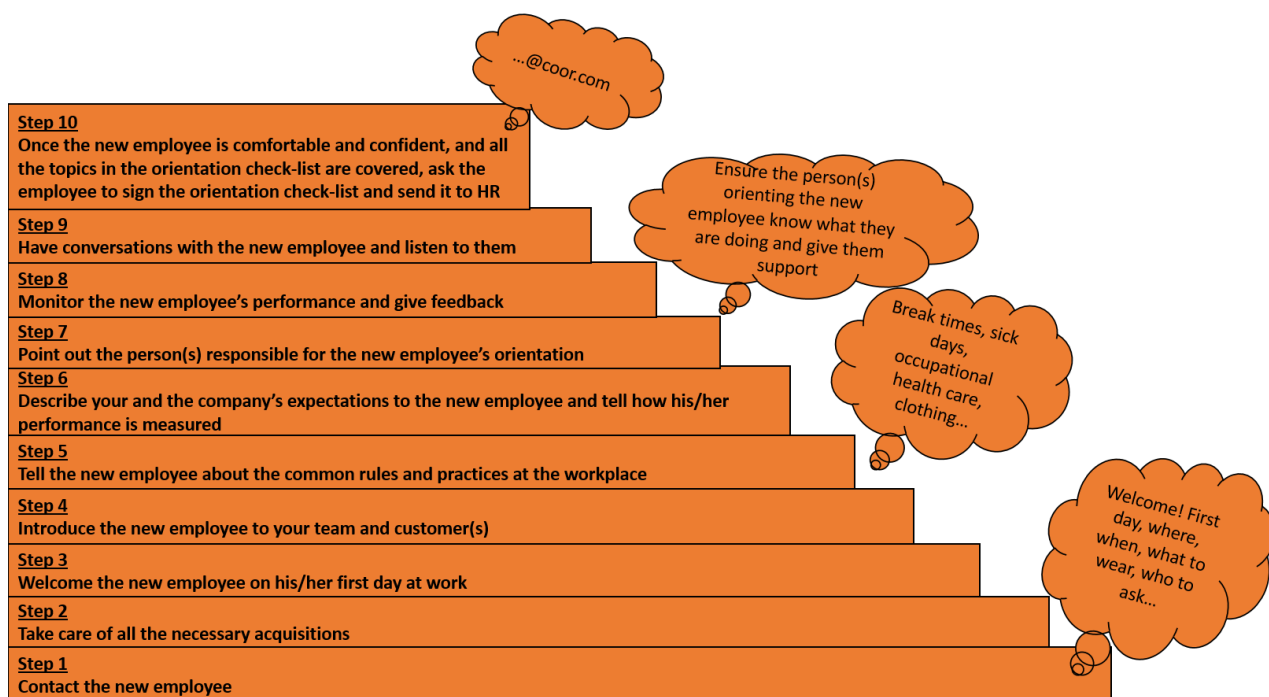 ...@coor.com
Step 10
Once the new employee is comfortable and confident, and all
the topics in the orientation check-list are covered, ask the
employee to sign the orientation check-list and send it to HR
Ensure the person(s)
orienting the new
employee know what they
are doing and give them
support
Step 9
Have conversations with the new employee and listen to them
Step 8
Monitor the new employee’s performance and give feedback
Break times, sick
days,
occupational
health care,
clothing...
Step 7
Point out the person(s) responsible for the new employee’s orientation
Step 6
Describe your and the company’s expectations to the new employee and tell how his/her
performance is measured
Step 5
Tell the new employee about the common rules and practices at the workplace
Welcome! First
day, where,
when, what to
wear, who to
ask...
Step 4
Introduce the new employee to your team and customer(s)
Step 3
Welcome the new employee on his/her first day at work
Step 2
Take care of all the necessary acquisitions
Step 1
Contact the new employee